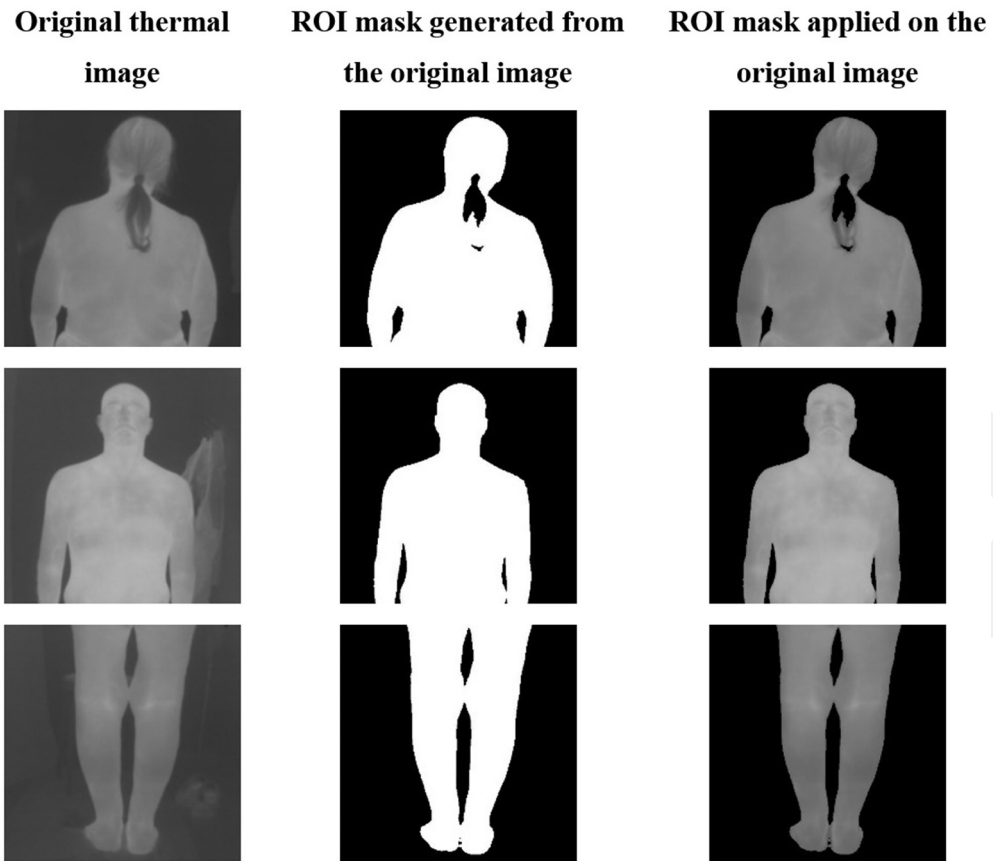 Original thermal
image
ROI mask generated from
the original image
ROI mask applied on the
original image